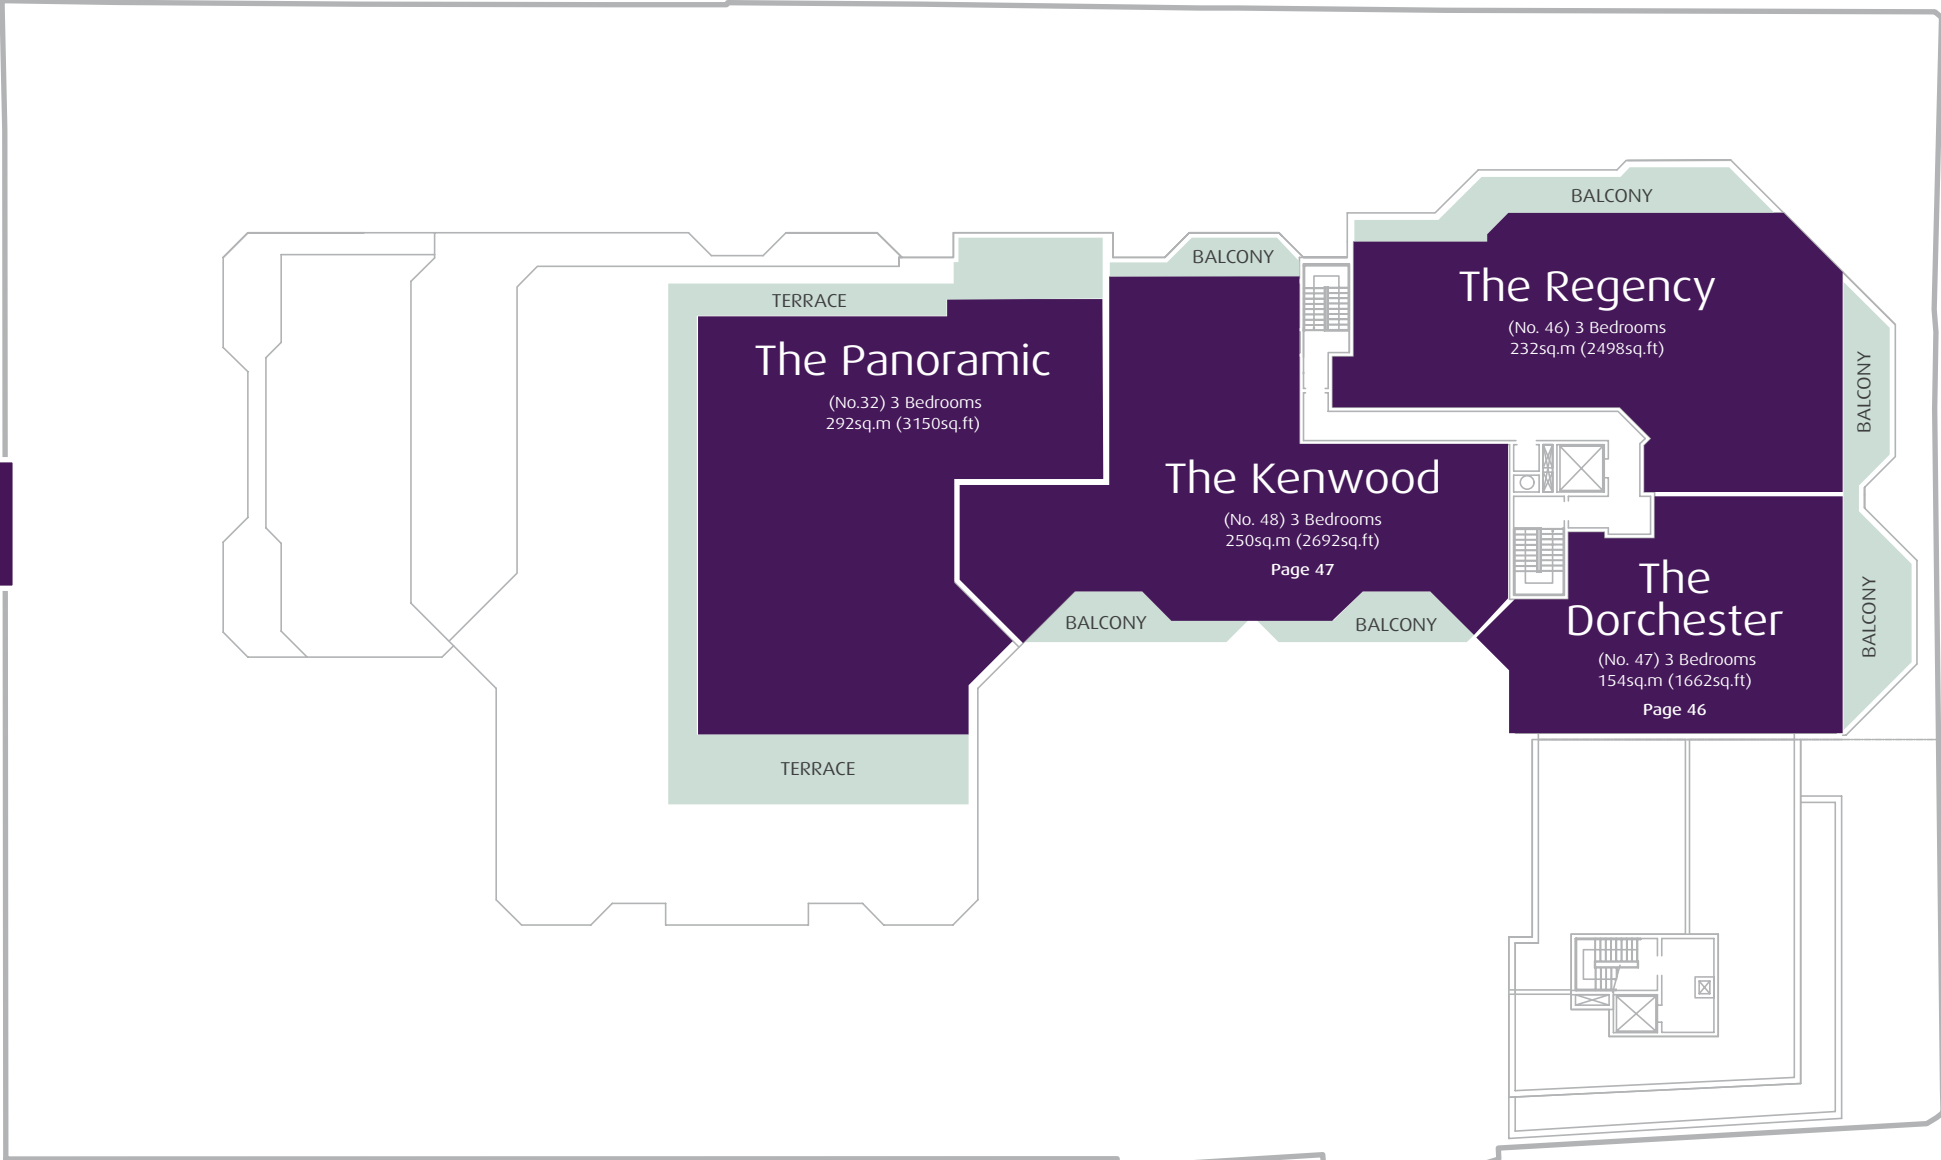 BALCONY
The Regency
(No. 46) 3 Bedrooms
232sq.m (2498sq.ft)
BALCONY
BALCONY
TERRACE
The Panoramic
(No.32) 3 Bedrooms
292sq.m (3150sq.ft)
The Kenwood
(No. 48) 3 Bedrooms
250sq.m (2692sq.ft)
Page 47
BALCONY
BALCONY
The
Dorchester
(No. 47) 3 Bedrooms
154sq.m (1662sq.ft)
Page 46
BALCONY
TERRACE